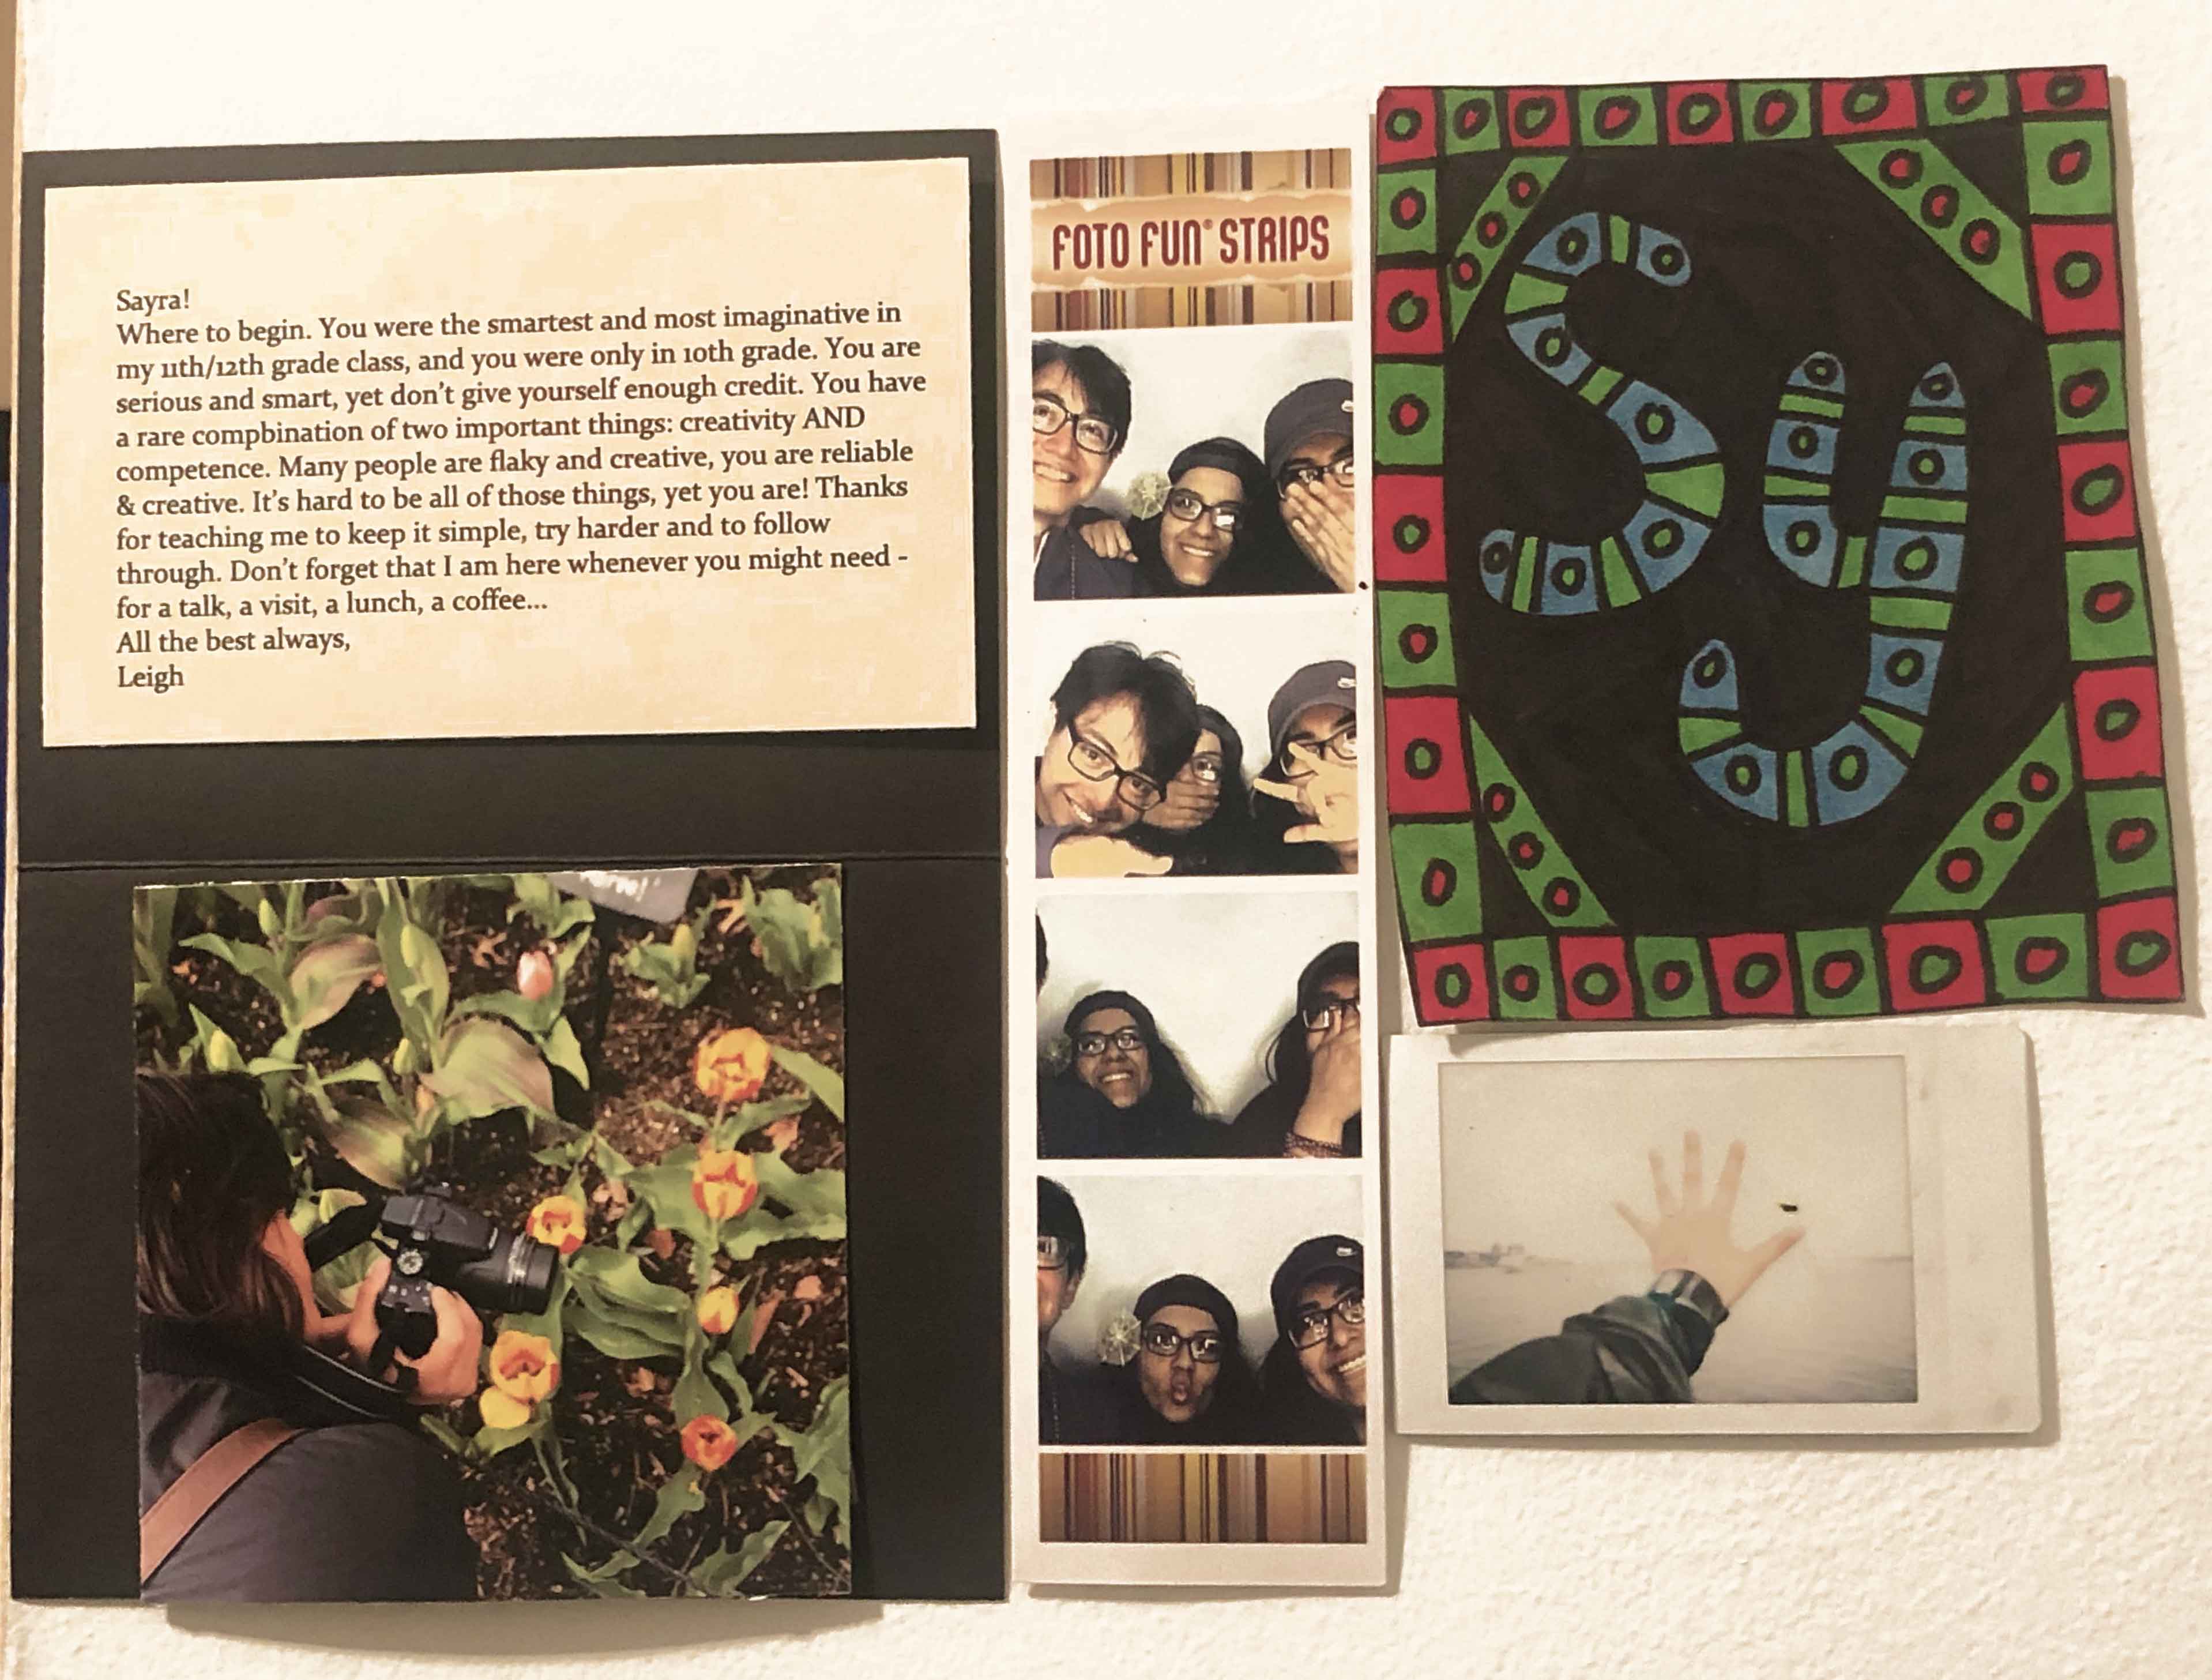 Sayra!
Where to begin. You were the smartest and most imaginative in
my 11th/12th grade class, and you were only in 10th grade. You are
serious and smart, yet don't give yourself enough credit. You have
a rare compbination of two important things: creativity AND
competence. Many people are flaky and creative, you are reliable
& creative. It's hard to be all of those things, yet you are! Thanks
for teaching me to keep it simple, try harder and to follow
through. Don't forget that I am here whenever you might need -
for a talk, a visit, a lunch, a coffee...
All the best always,
Leigh
FOTO FUN® STRIPS
Sy